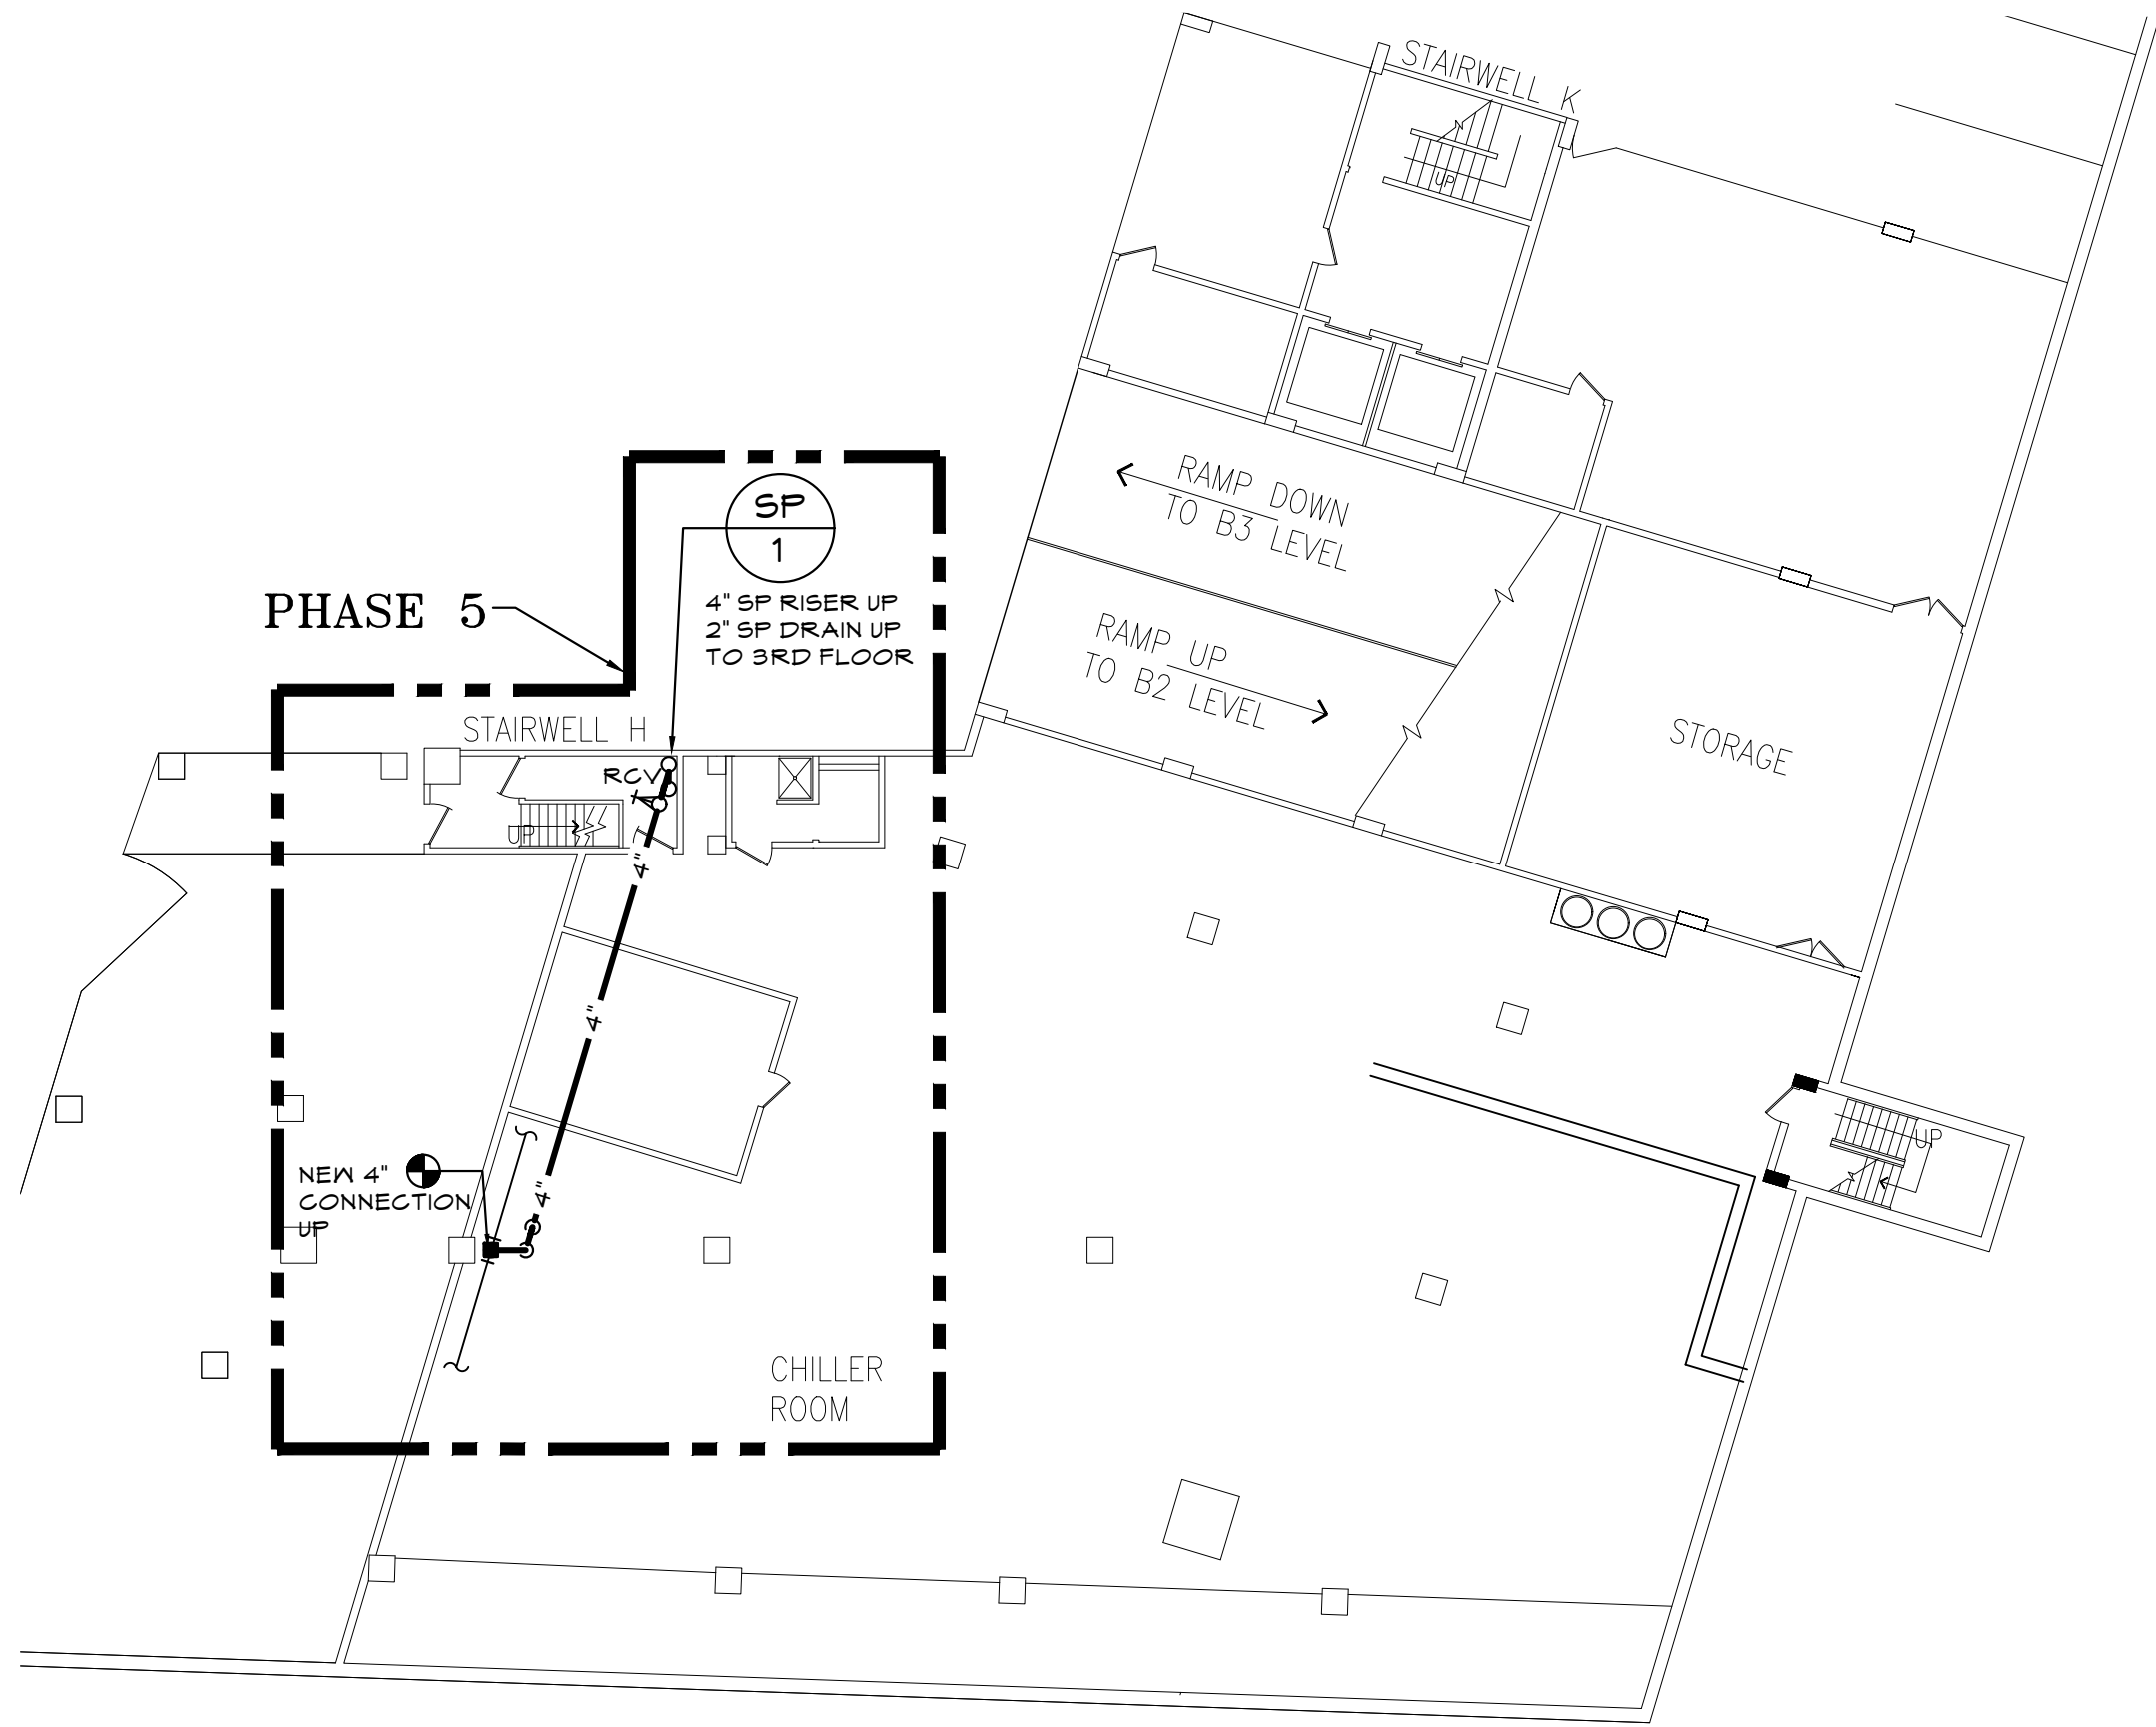 STAIRWELL K
UP
RAMP DOWN
TO B3 LEVEL
SP
1
4" SP RISER UP
2" SP DRAIN UP
TO 3RD FLOOR
PHASE 5
RAMP UP
TO B2 LEVEL
STAIRWELL H
STORAGE
RCV
UP
4"
4"
UP
NEW 4"
CONNECTION
UP
4"
CHILLER
ROOM